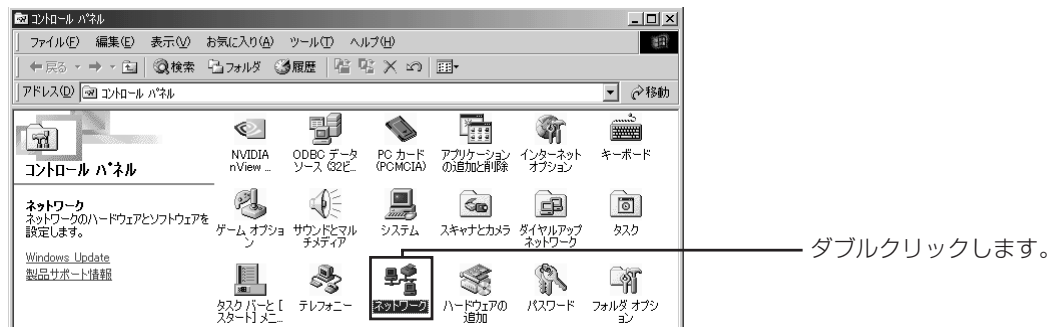 コントロール パネル
ファイル(F) 編集(E) 表示(V) お気に入り(A) ツール(T) ヘルプ(H)
戻る 検索 フォルダ 履歴
アドレス(D) コントロール パネル 移動
コントロール パネル
ネットワーク
ネットワークのハードウェアとソフトウェアを
設定します。
Windows Update
製品サポート情報
NVIDIA
nView ...
ODBC データ
ソース (32ビ...
PC カード
(PCMCIA)
アプリケーション
の追加と削除
インターネット
オプション
キーボード
ゲーム オプショ
ン
サウンドとマル
チメディア
システム
スキャナとカメラ
ダイヤルアップ
ネットワーク
タスク
タスク バーと [
スタート] メニ...
テレフォニー
ネットワーク
ハードウェアの
追加
パスワード
フォルダ オプシ
ョン
ダブルクリックします。